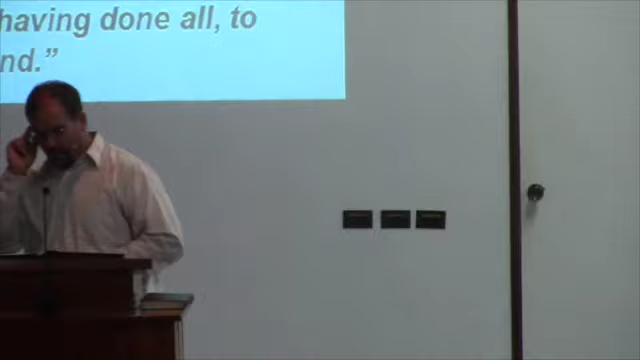 having done all, to
nd.”